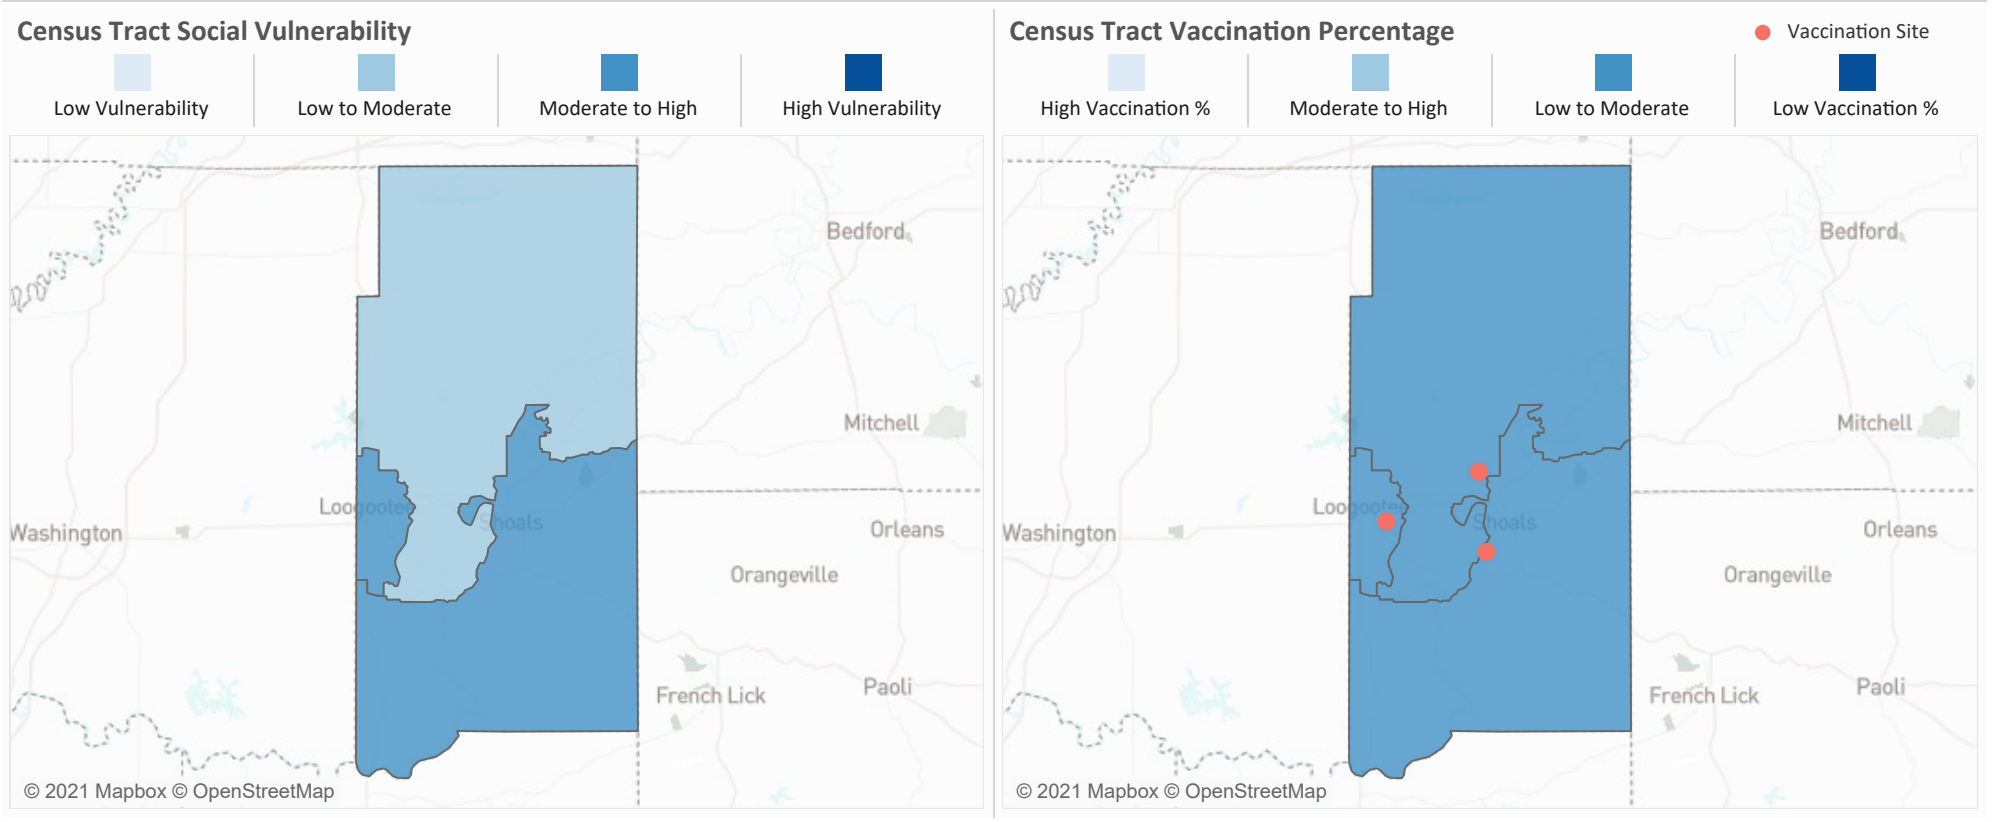 Census Tract Social Vulnerability
Low Vulnerability
Low to Moderate
Moderate to High
High Vulnerability
Bedford
Mitchell
Loogootee
Shoals
Washington
Orleans
Orangeville
French Lick
Paoli
© 2021 Mapbox © OpenStreetMap
Census Tract Vaccination Percentage
Vaccination Site
High Vaccination %
Moderate to High
Low to Moderate
Low Vaccination %
Bedford
Mitchell
Loogootee
Shoals
Washington
Orleans
Orangeville
French Lick
Paoli
© 2021 Mapbox © OpenStreetMap